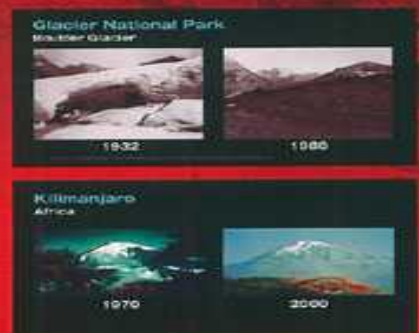 Glacier National Park
Boulder Glacier
1932
1988
Kilimanjaro
Africa
1970
2000